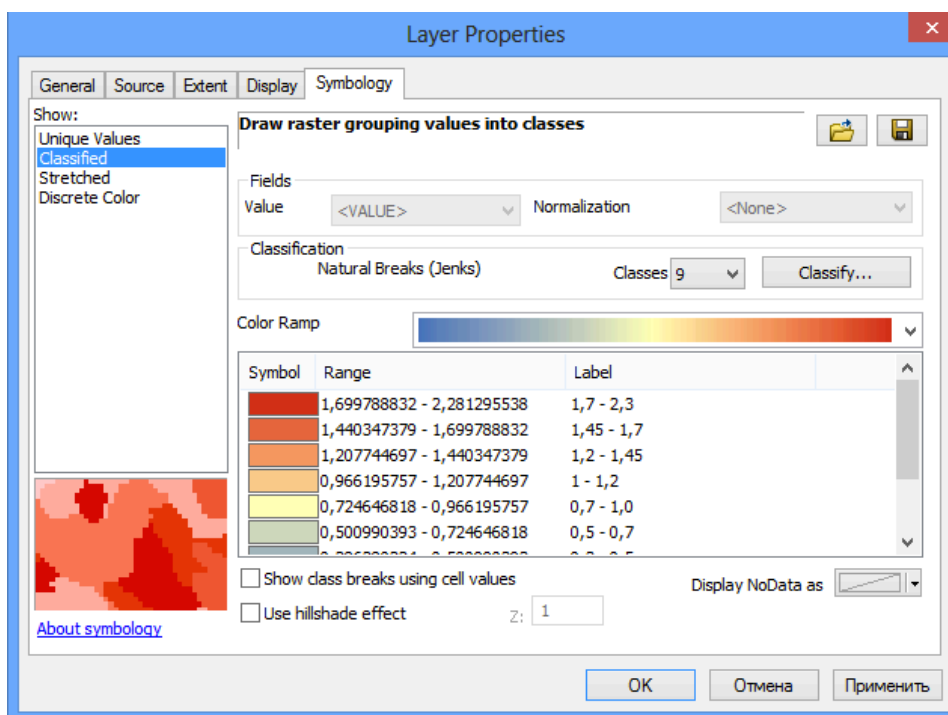 Layer Properties
General Source Extent Display Symbology
Show:
Unique Values
Classified
Stretched
Discrete Color
About symbology
Draw raster grouping values into classes
Fields
Value <VALUE> Normalization <None>
Classification
Natural Breaks (Jenks) Classes 9 Classify...
Color Ramp
Symbol Range Label
1,699788832 - 2,281295538 1,7 - 2,3
1,440347379 - 1,699788832 1,45 - 1,7
1,207744697 - 1,440347379 1,2 - 1,45
0,966195757 - 1,207744697 1 - 1,2
0,724646818 - 0,966195757 0,7 - 1,0
0,500990393 - 0,724646818 0,5 - 0,7
Show class breaks using cell values Display NoData as
Use hillshade effect Z: 1
OK Отмена Применить